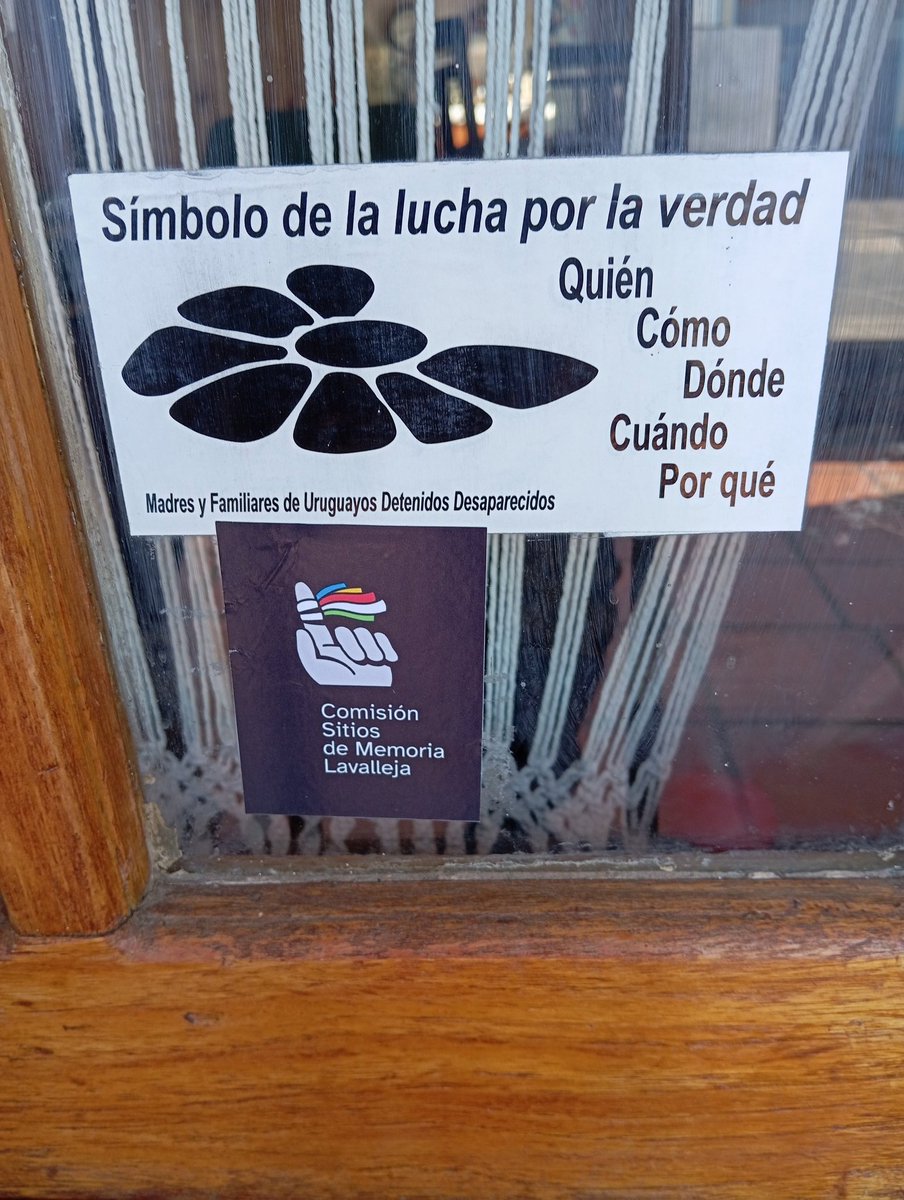 Símbolo de la lucha por la verdad
Quién
Cómo
Dónde
Cuándo
Por qué
Madres y Familiares de Uruguayos Detenidos Desaparecidos
Comisión
Sitios
de Memoria
Lavalleja